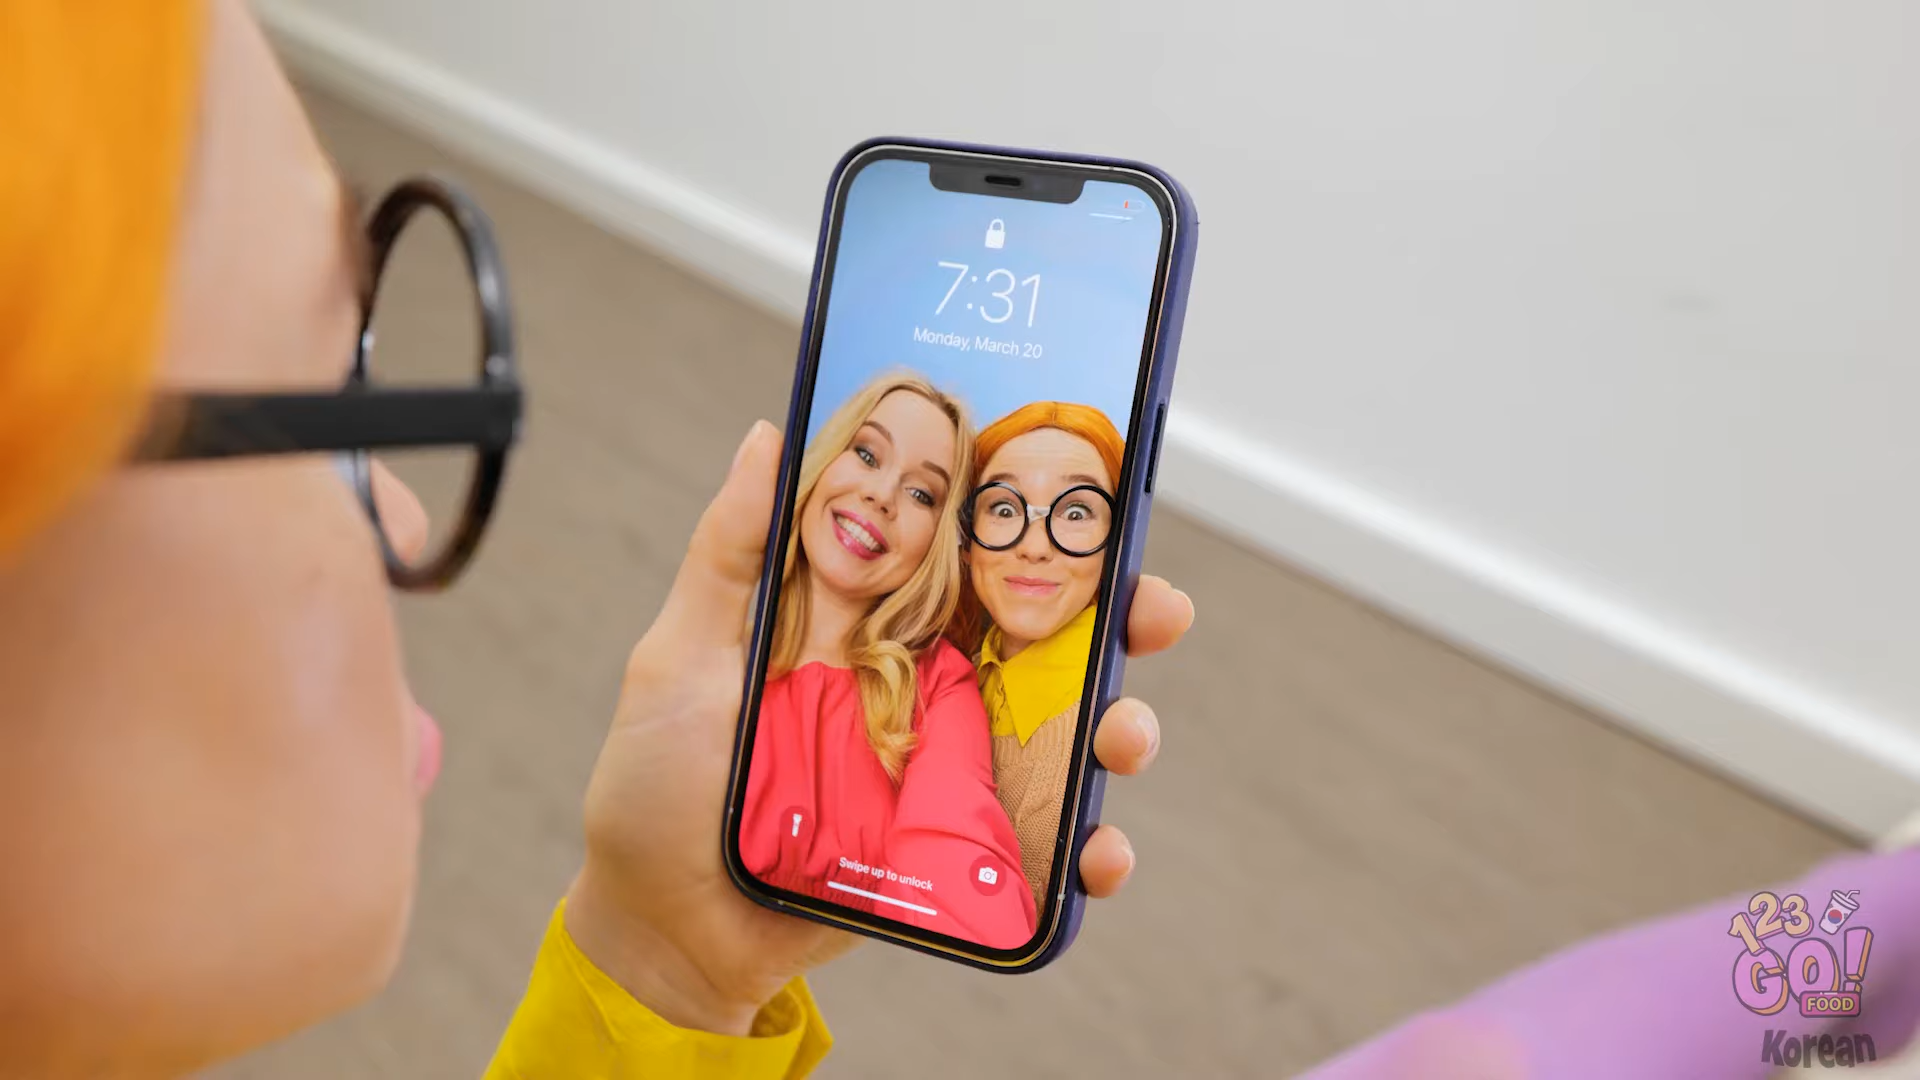 7:31
Monday, March 20
Swipe up to unlock
123
GO!
FOOD
Korean